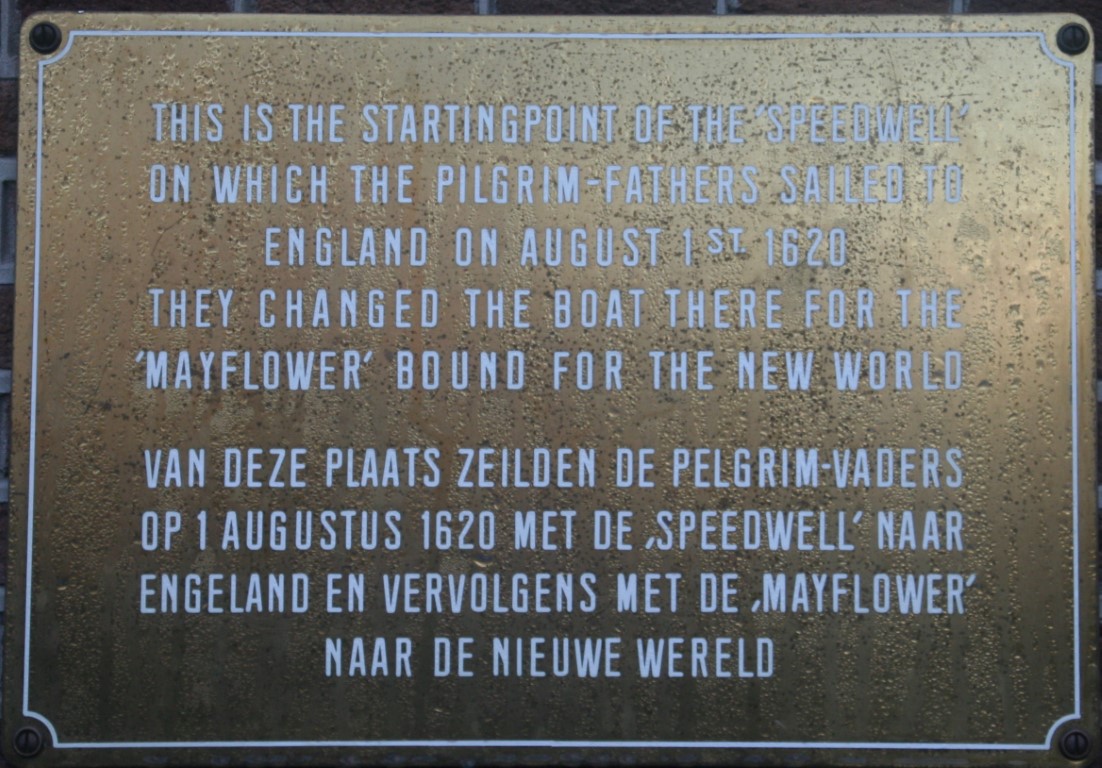 THIS IS THE STARTINGPOINT OF THE 'SPEEDWELL'
ON WHICH THE PILGRIM-FATHERS SAILED TO
ENGLAND ON AUGUST 1ST. 1620
THEY CHANGED THE BOAT THERE FOR THE
'MAYFLOWER' BOUND FOR THE NEW WORLD
VAN DEZE PLAATS ZEILDEN DE PELGRIM-VADERS
OP 1 AUGUSTUS 1620 MET DE ‚SPEEDWELL' NAAR
ENGELAND EN VERVOLGENS MET DE ‚MAYFLOWER'
NAAR DE NIEUWE WERELD